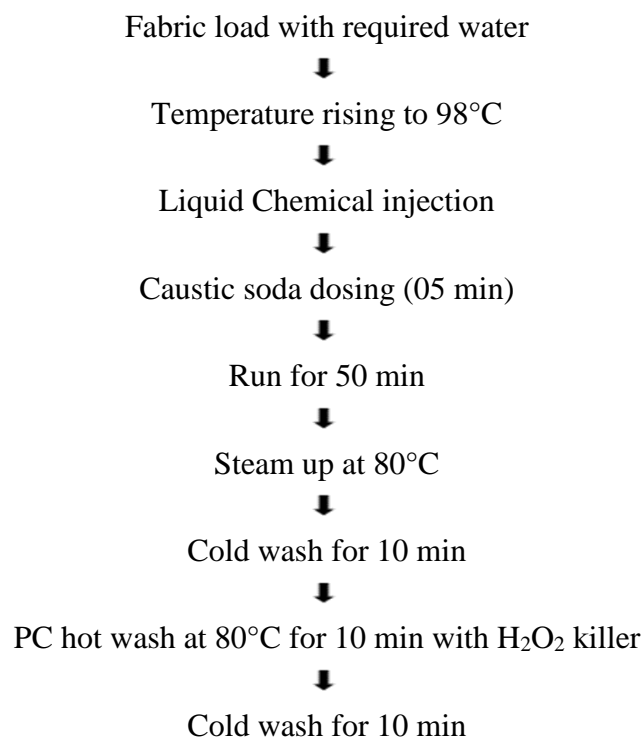 Fabric load with required water
Temperature rising to 98°C
Liquid Chemical injection
Caustic soda dosing (05 min)
Run for 50 min
Steam up at 80°C
Cold wash for 10 min
PC hot wash at 80°C for 10 min with H₂O₂ killer
Cold wash for 10 min